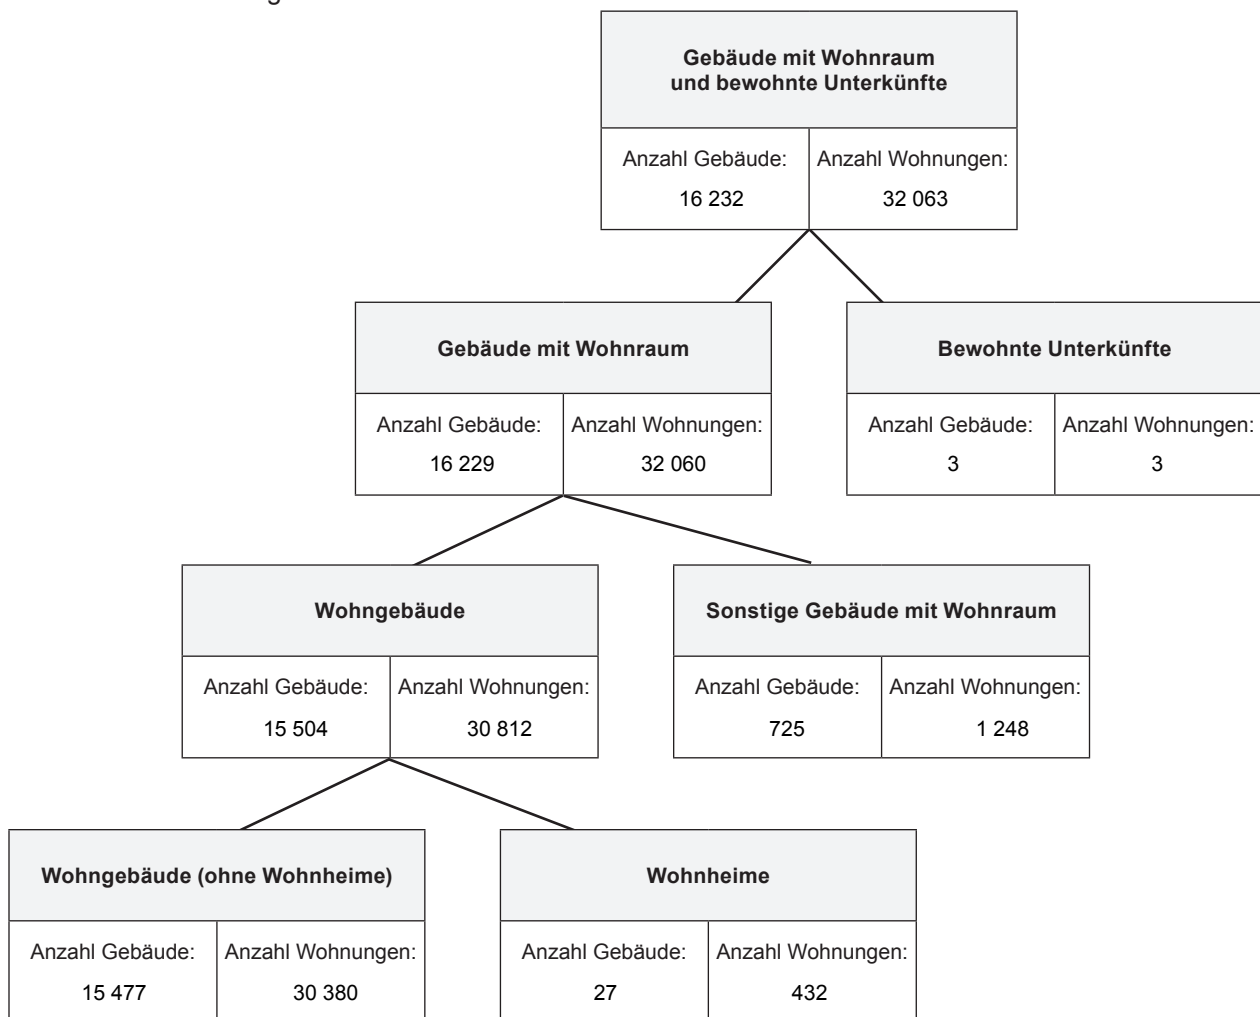 Gebäude mit Wohnraum
und bewohnte Unterkünfte
Anzahl Gebäude: Anzahl Wohnungen:
16 232 32 063
Gebäude mit Wohnraum
Anzahl Gebäude: Anzahl Wohnungen:
16 229 32 060
Bewohnte Unterkünfte
Anzahl Gebäude: Anzahl Wohnungen:
3 3
Wohngebäude
Anzahl Gebäude: Anzahl Wohnungen:
15 504 30 812
Sonstige Gebäude mit Wohnraum
Anzahl Gebäude: Anzahl Wohnungen:
725 1 248
Wohngebäude (ohne Wohnheime)
Anzahl Gebäude: Anzahl Wohnungen:
15 477 30 380
Wohnheime
Anzahl Gebäude: Anzahl Wohnungen:
27 432